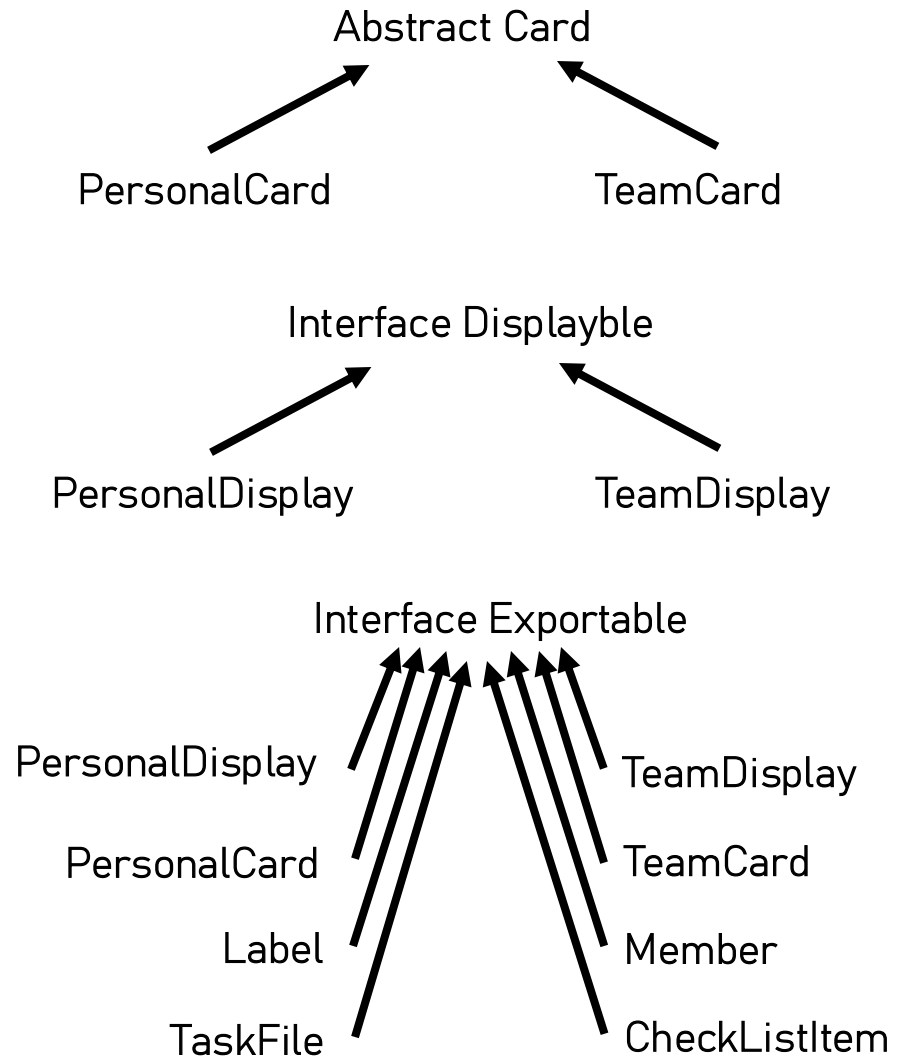 Abstract Card
PersonalCard
TeamCard
Interface Displayble
PersonalDisplay
TeamDisplay
Interface Exportable
PersonalDisplay
TeamDisplay
PersonalCard
TeamCard
Label
Member
TaskFile
CheckListItem